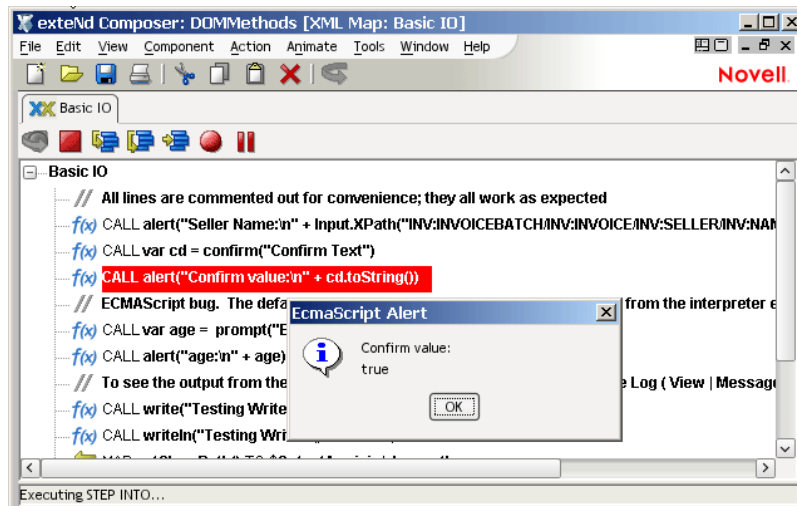 exteNd Composer: DOMMethods [XML Map: Basic IO]
File Edit View Component Action Animate Tools Window Help
Novell.
Basic IO
Basic IO
// All lines are commented out for convenience; they all work as expected
f(x) CALL alert("Seller Name:\n" + Input.XPath("INV:INVOICEBATCH/INV:INVOICE/INV:SELLER/INV:NAM
f(x) CALL var cd = confirm("Confirm Text")
f(x) CALL alert("Confirm value:\n" + cd.toString())
// ECMAScript bug. The defa from the interpreter e
f(x) CALL var age = prompt("E
f(x) CALL alert("age:\n" + age)
// To see the output from the e Log ( View | Message
f(x) CALL write("Testing Write
f(x) CALL writeln("Testing Wri
EcmaScript Alert
Confirm value:
true
OK
Executing STEP INTO...